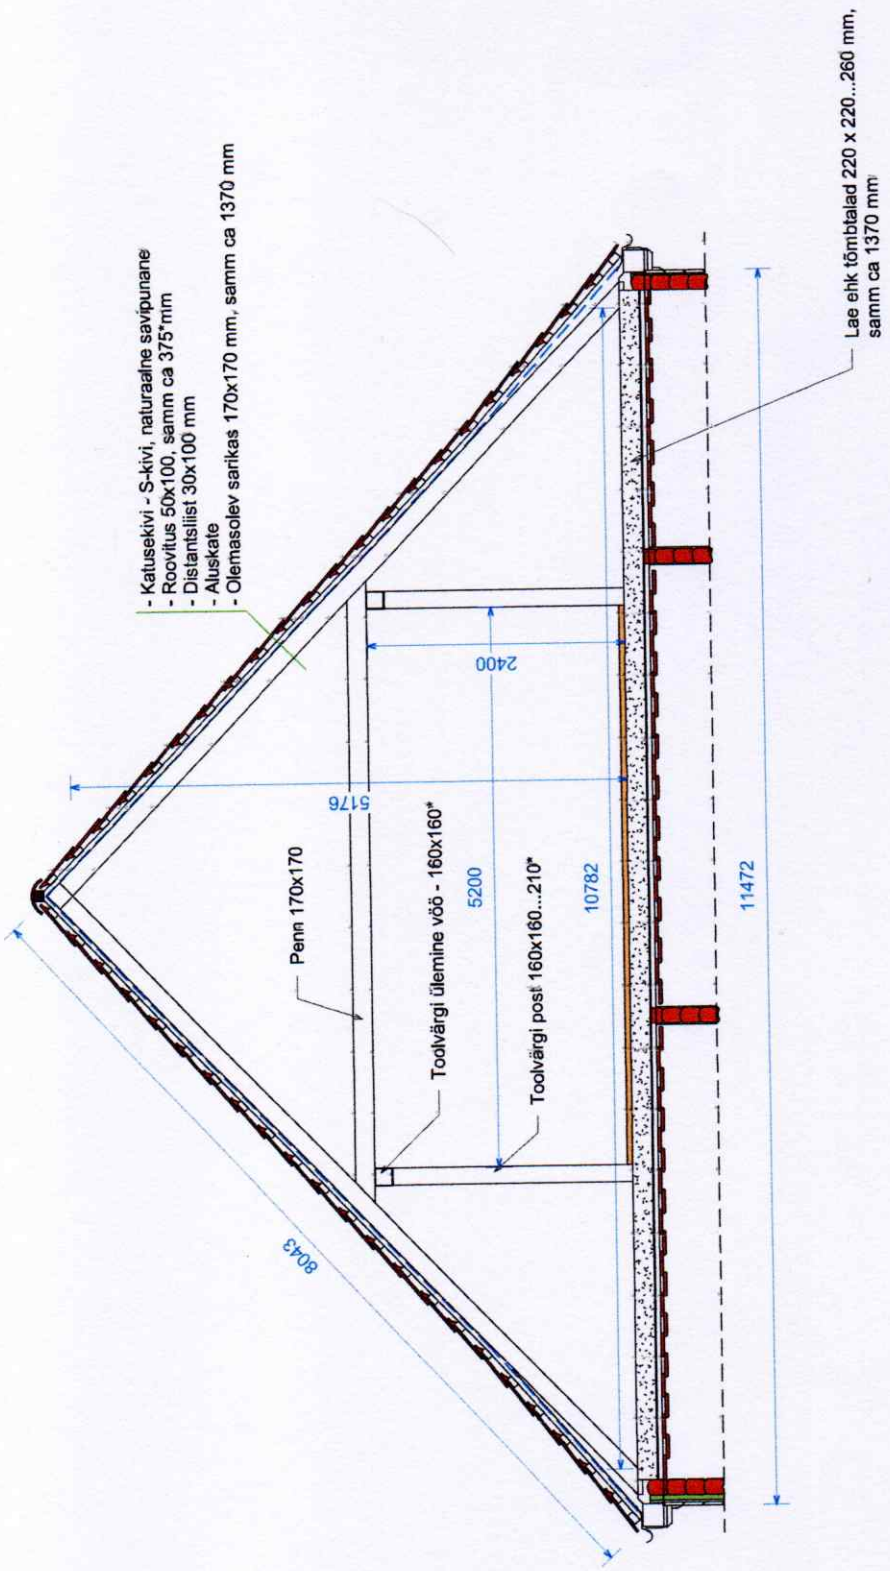 - Katusekivi - S-kivi, naturaalne savipunane
- Roovitus 50x100, samm ca 375*mm
- Distantsliist 30x100 mm
- Aluskate
- Olemasolev sarikas 170x170 mm, samm ca 1370 mm
8043
Penn 170x170
5176
2400
Toolvärgi ülemine vöö - 160x160*
5200
Toolvärgi post 160x160...210*
10782
11472
Lae ehk tõmbtalad 220 x 220...260 mm,
samm ca 1370 mm